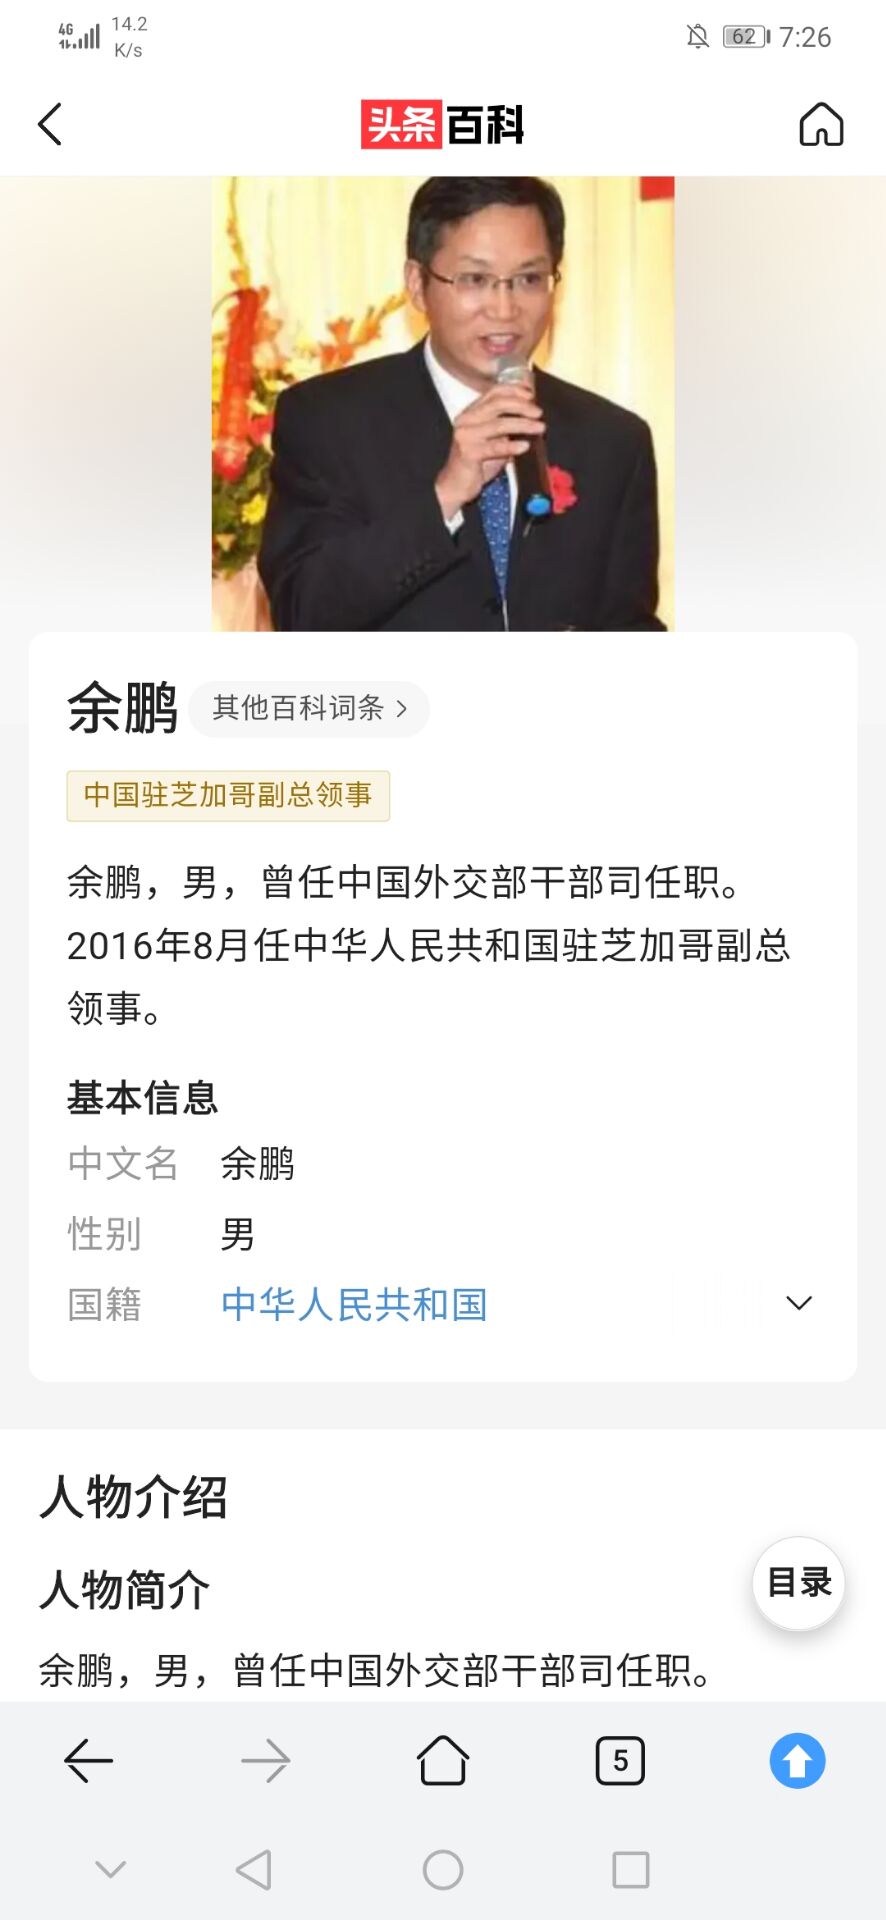 4G 14.2 K/s 62 7:26
头条百科
余鹏 其他百科词条 >
中国驻芝加哥副总领事
余鹏，男，曾任中国外交部干部司任职。
2016年8月任中华人民共和国驻芝加哥副总
领事。
基本信息
中文名 余鹏
性别 男
国籍 中华人民共和国
人物介绍
人物简介
目录
余鹏，男，曾任中国外交部干部司任职。
5